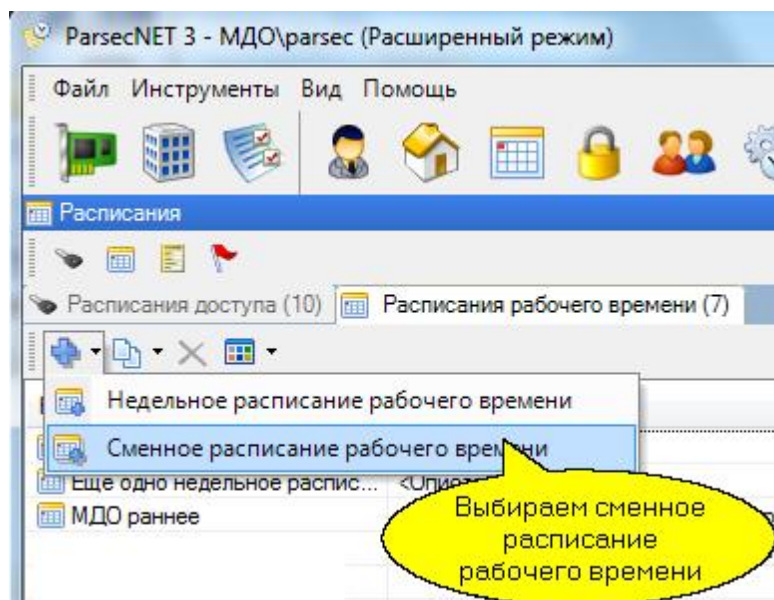 ParsecNET 3 - МДО\parsec (Расширенный режим)
Файл Инструменты Вид Помощь
Расписания
Расписания доступа (10) Расписания рабочего времени (7)
Недельное расписание рабочего времени
Сменное расписание рабочего времени
Еще одно недельное распис...
МДО раннее
Выбираем сменное
расписание
рабочего времени